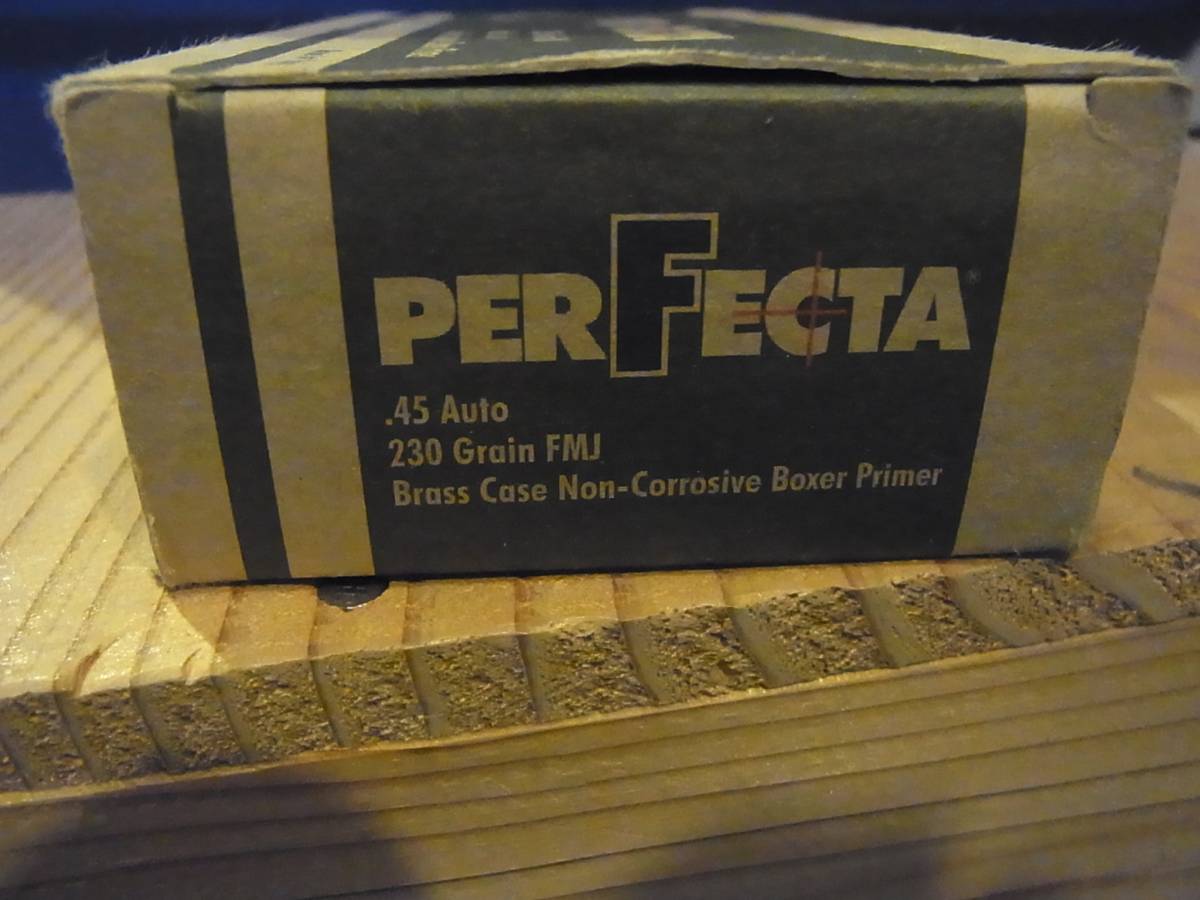 PERFECTA®
.45 Auto
230 Grain FMJ
Brass Case Non-Corrosive Boxer Primer